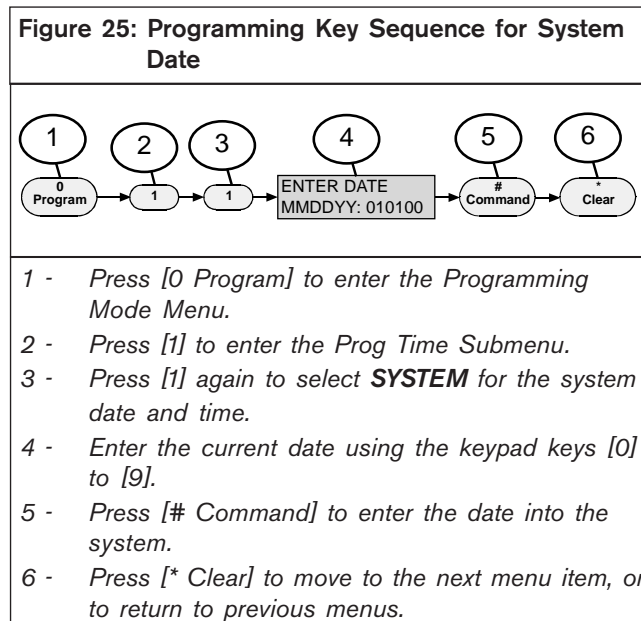 Figure 25: Programming Key Sequence for System
Date
1 2 3 4 5 6
0
Program
1
1
ENTER DATE
MMDDYY: 010100
#
Command
*
Clear
1 - Press [0 Program] to enter the Programming
Mode Menu.
2 - Press [1] to enter the Prog Time Submenu.
3 - Press [1] again to select SYSTEM for the system
date and time.
4 - Enter the current date using the keypad keys [0]
to [9].
5 - Press [# Command] to enter the date into the
system.
6 - Press [* Clear] to move to the next menu item, or
to return to previous menus.